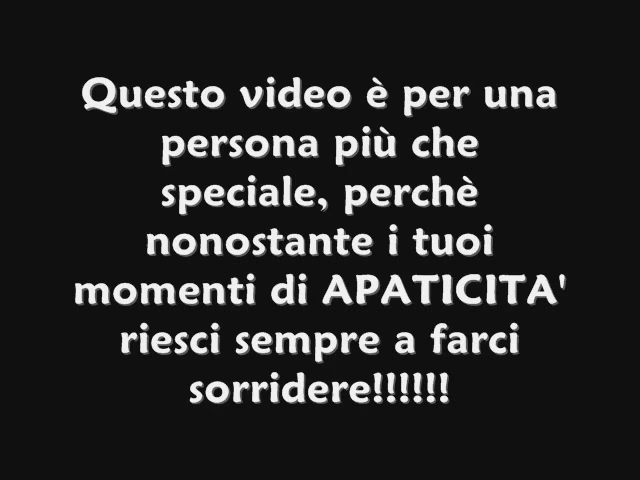 Questo video è per una
persona più che
speciale, perchè
nonostante i tuoi
momenti di APATICITA'
riesci sempre a farci
sorridere!!!!!!